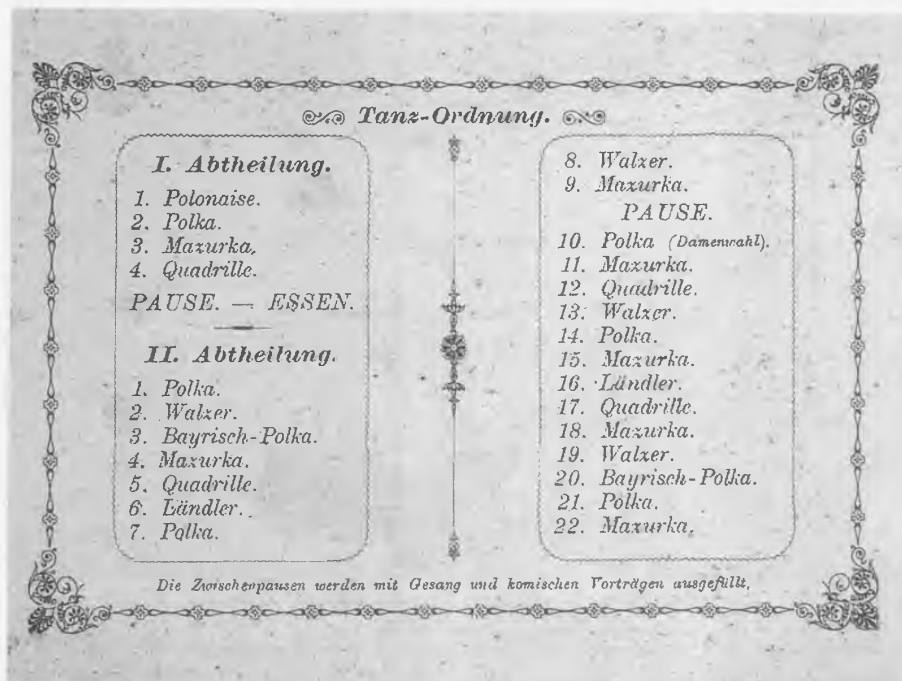 Tanz-Ordnung.
I. Abtheilung.
1. Polonaise.
2. Polka.
3. Mazurka.
4. Quadrille.
PAUSE. — ESSEN.
II. Abtheilung.
1. Polka.
2. Walzer.
3. Bayrisch-Polka.
4. Mazurka.
5. Quadrille.
6. Ländler.
7. Polka.
8. Walzer.
9. Mazurka.
PAUSE.
10. Polka (Damenwahl).
11. Mazurka.
12. Quadrille.
13. Walzer.
14. Polka.
15. Mazurka.
16. Ländler.
17. Quadrille.
18. Mazurka.
19. Walzer.
20. Bayrisch-Polka.
21. Polka.
22. Mazurka.
Die Zwischenpausen werden mit Gesang und komischen Vorträgen ausgefüllt.